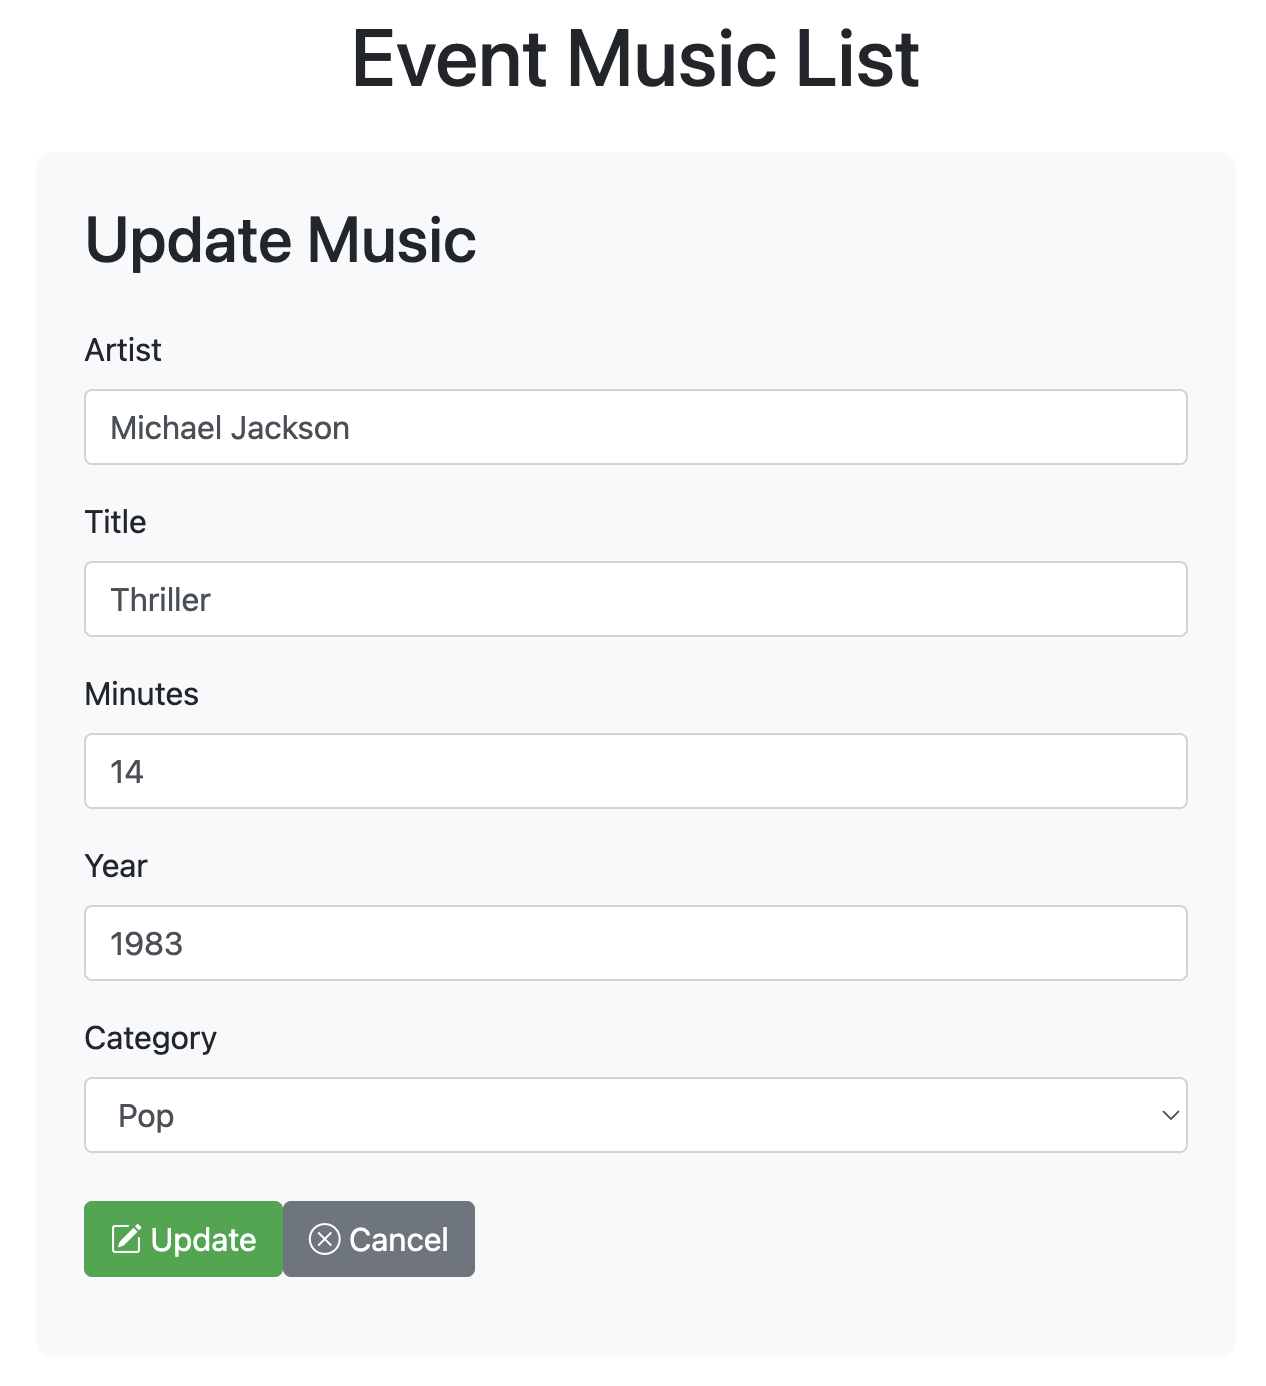 Event Music List
Update Music
Artist
Michael Jackson
Title
Thriller
Minutes
14
Year
1983
Category
Pop
Update Cancel